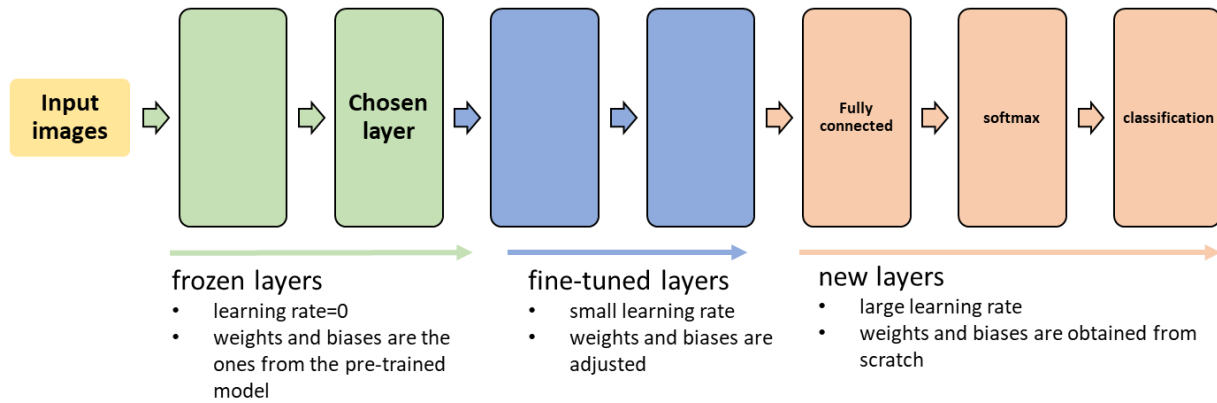 Input
images
Chosen
layer
Fully
connected
softmax
classification
frozen layers
• learning rate=0
• weights and biases are the
ones from the pre-trained
model
fine-tuned layers
• small learning rate
• weights and biases are
adjusted
new layers
• large learning rate
• weights and biases are obtained from
scratch